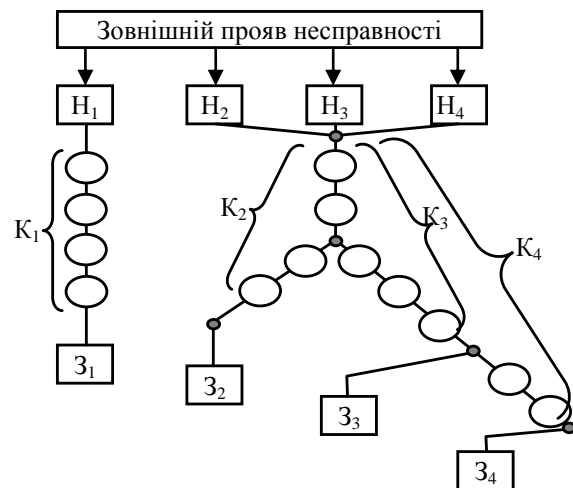 Зовнішній прояв несправності
Н₁ Н₂ Н₃ Н₄
К₁
К₂
К₃
К₄
З₁
З₂
З₃
З₄